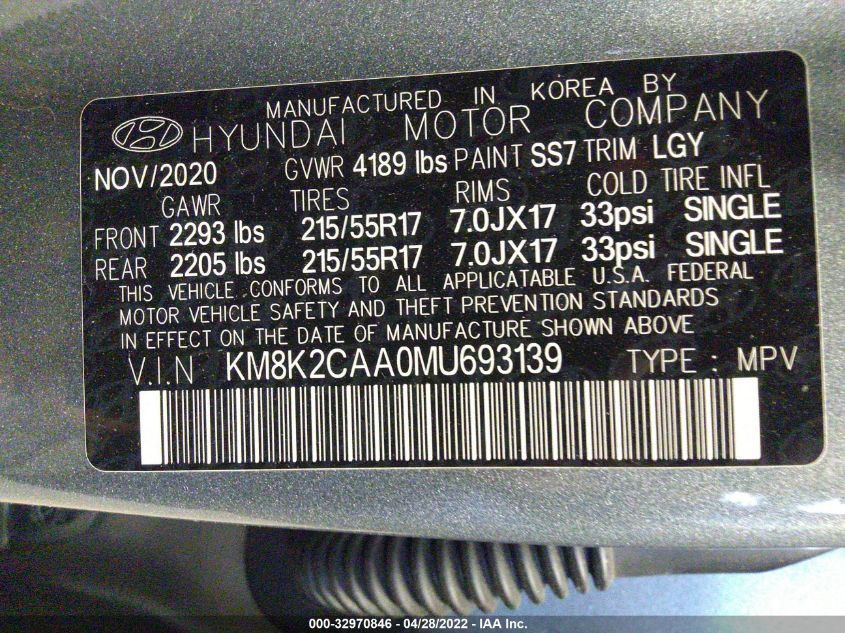 MANUFACTURED IN KOREA BY
HYUNDAI MOTOR COMPANY
NOV/2020 GVWR 4189 lbs PAINT SS7 TRIM LGY
GAWR TIRES RIMS COLD TIRE INFL
FRONT 2293 lbs 215/55R17 7.0JX17 33psi SINGLE
REAR 2205 lbs 215/55R17 7.0JX17 33psi SINGLE
THIS VEHICLE CONFORMS TO ALL APPLICATABLE U.S.A. FEDERAL
MOTOR VEHICLE SAFETY AND THEFT PREVENTION STANDARDS
IN EFFECT ON THE DATE OF MANUFACTURE SHOWN ABOVE
V.I.N KM8K2CAA0MU693139 TYPE : MPV
000-32970846 - 04/28/2022 - IAA Inc.